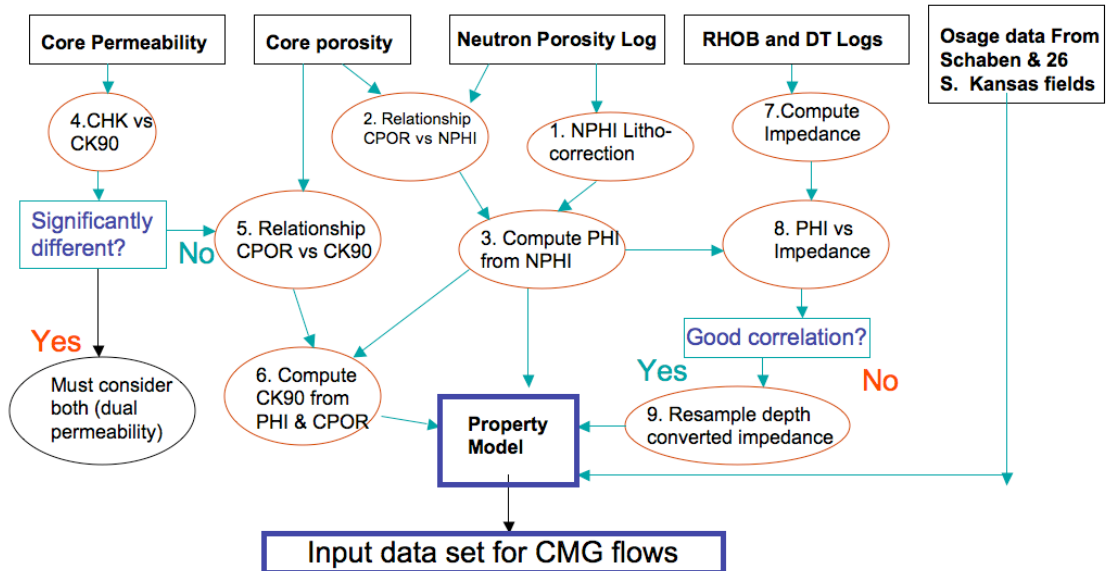 Core Permeability
Core porosity
Neutron Porosity Log
RHOB and DT Logs
Osage data From
Schaben & 26
S. Kansas fields
4.CHK vs
CK90
2. Relationship
CPOR vs NPHI
1. NPHI Litho-
correction
7.Compute
Impedance
Significantly
different?
No
5. Relationship
CPOR vs CK90
3. Compute PHI
from NPHI
8. PHI vs
Impedance
Yes
Good correlation?
Yes
No
Must consider
both (dual
permeability)
6. Compute
CK90 from
PHI & CPOR
Property
Model
9. Resample depth
converted impedance
Input data set for CMG flows